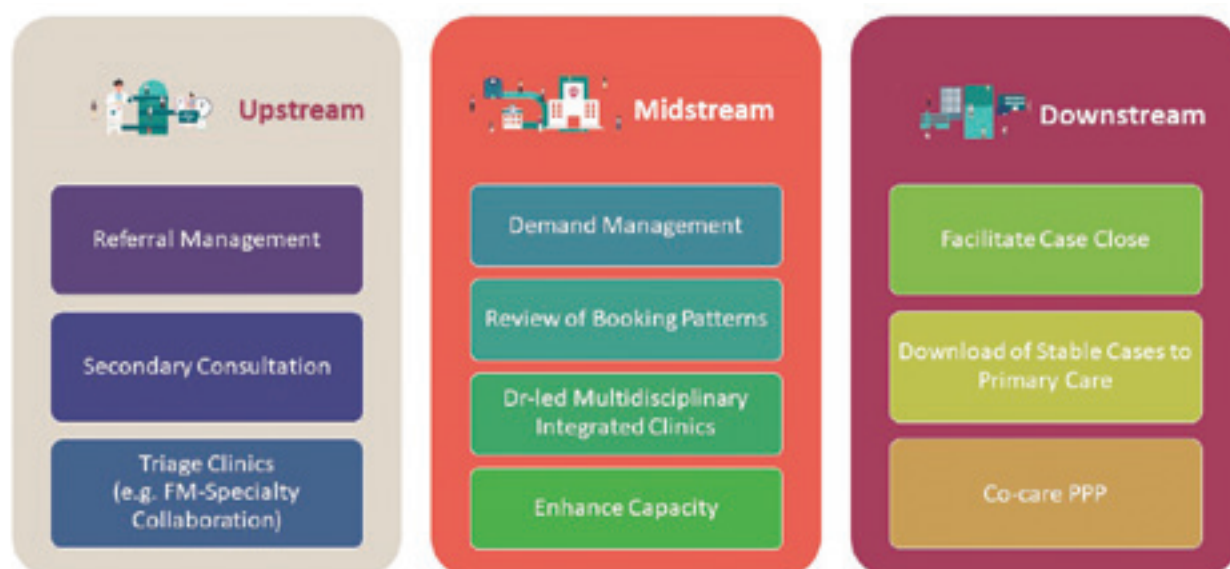 Upstream
Referral Management
Secondary Consultation
Triage Clinics
(e.g. FM-Specialty
Collaboration)
Midstream
Demand Management
Review of Booking Patterns
Dr-led Multidisciplinary
Integrated Clinics
Enhance Capacity
Downstream
Facilitate Case Close
Download of Stable Cases to
Primary Care
Co-care PPP